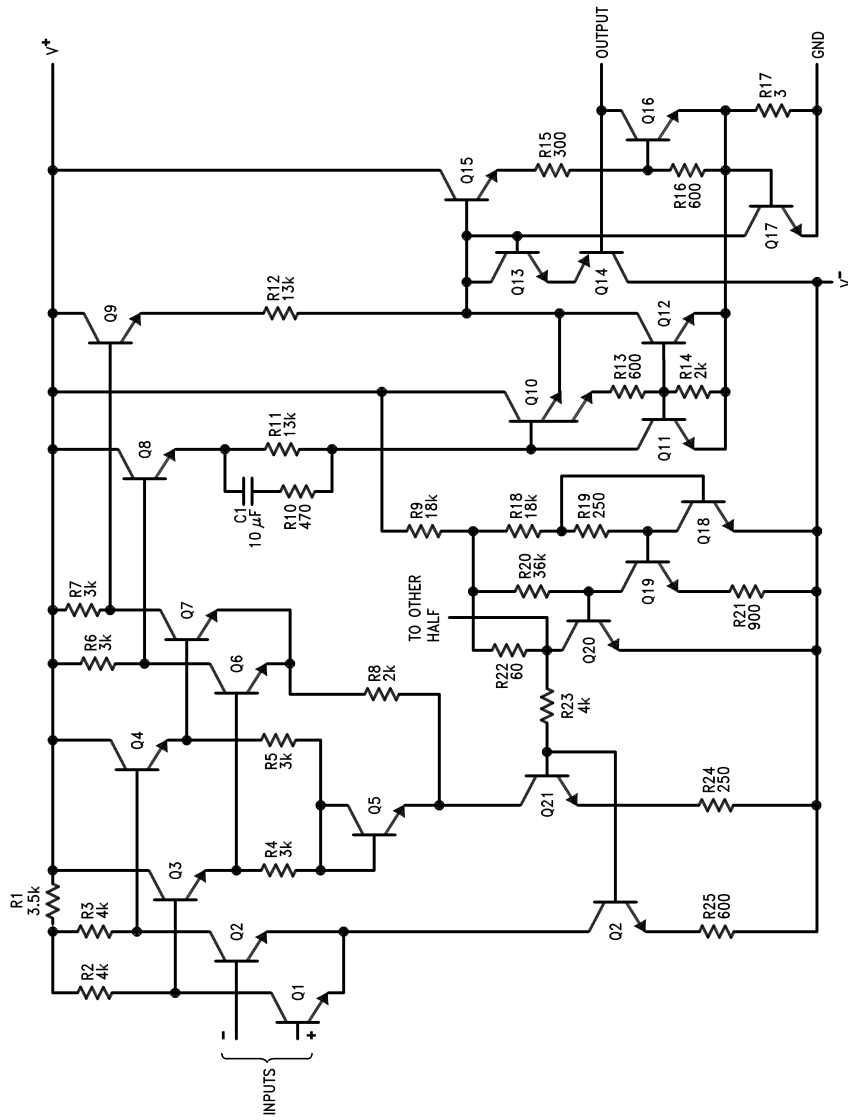 V+
OUTPUT
GND
V-
Q9
R12
13k
Q15
R15
300
Q16
R16
600
R17
3
Q17
Q13
Q14
Q10
R13
600
Q12
R14
2k
Q11
Q8
R11
13k
C1
10 μF
R10
470
R9
18k
R18
18k
R19
250
Q18
R20
36k
Q19
R21
900
TO OTHER
HALF
R22
60
Q20
R23
4k
R7
3k
R6
3k
Q7
Q6
R8
2k
Q4
R5
3k
Q5
Q21
R24
250
R1
3.5k
R3
4k
R2
4k
Q3
R4
3k
Q2
Q1
Q2
R25
600
-
+
INPUTS